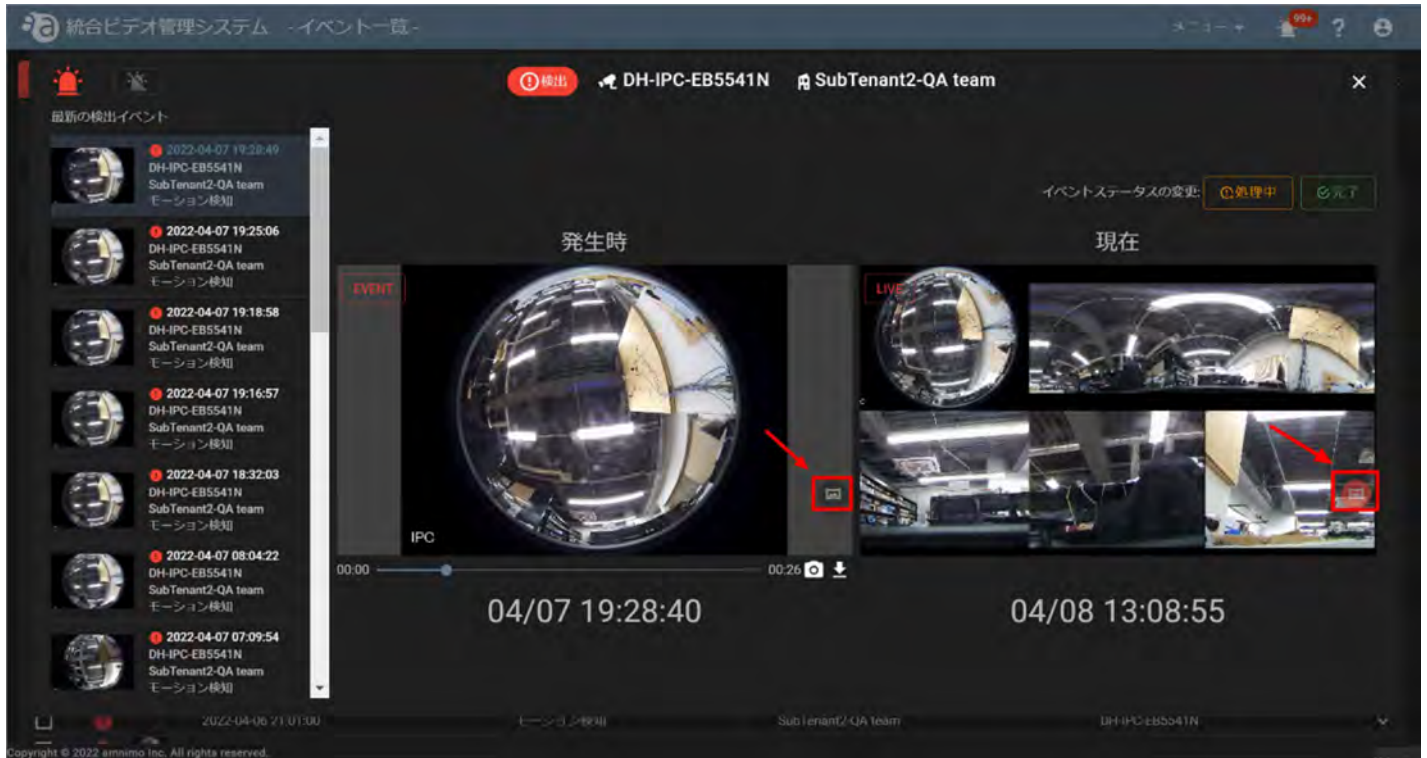 統合ビデオ管理システム -イベント一覧-
メニュー
99+
?
検出 DH-IPC-EB5541N SubTenant2-QA team
最新の検出イベント
2022-04-07 19:28:49
DH-IPC-EB5541N
SubTenant2-QA team
モーション検知
2022-04-07 19:25:06
DH-IPC-EB5541N
SubTenant2-QA team
モーション検知
2022-04-07 19:18:58
DH-IPC-EB5541N
SubTenant2-QA team
モーション検知
2022-04-07 19:16:57
DH-IPC-EB5541N
SubTenant2-QA team
モーション検知
2022-04-07 18:32:03
DH-IPC-EB5541N
SubTenant2-QA team
モーション検知
2022-04-07 08:04:22
DH-IPC-EB5541N
SubTenant2-QA team
モーション検知
2022-04-07 07:09:54
DH-IPC-EB5541N
SubTenant2-QA team
モーション検知
イベントステータスの変更: 処理中 完了
発生時
現在
EVENT
LIVE
IPC
00:00
00:26
04/07 19:28:40
04/08 13:08:55
2022-04-06 21:01:00 モーション検知 SubTenant2-QA team DH-IPC-EB5541N
Copyright © 2022 amnimo Inc. All rights reserved.